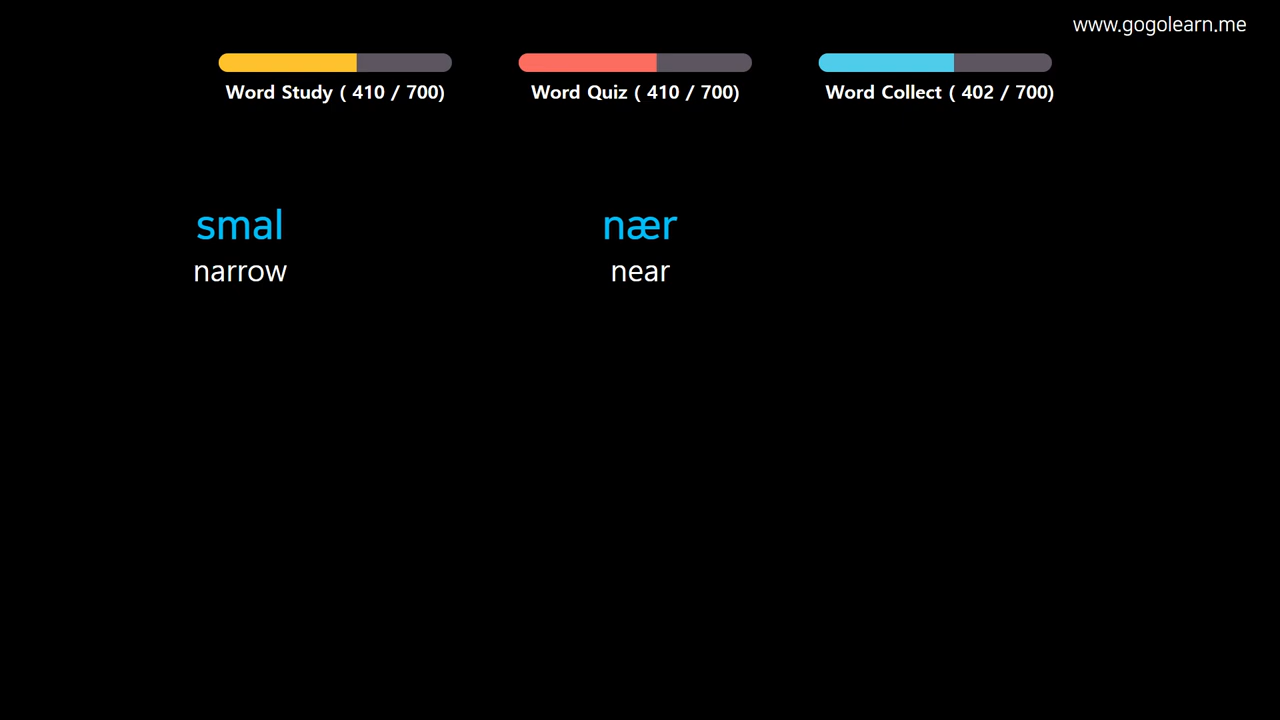 www.gogolearn.me
Word Study ( 410 / 700)
Word Quiz ( 410 / 700)
Word Collect ( 402 / 700)
smal
narrow
nær
near